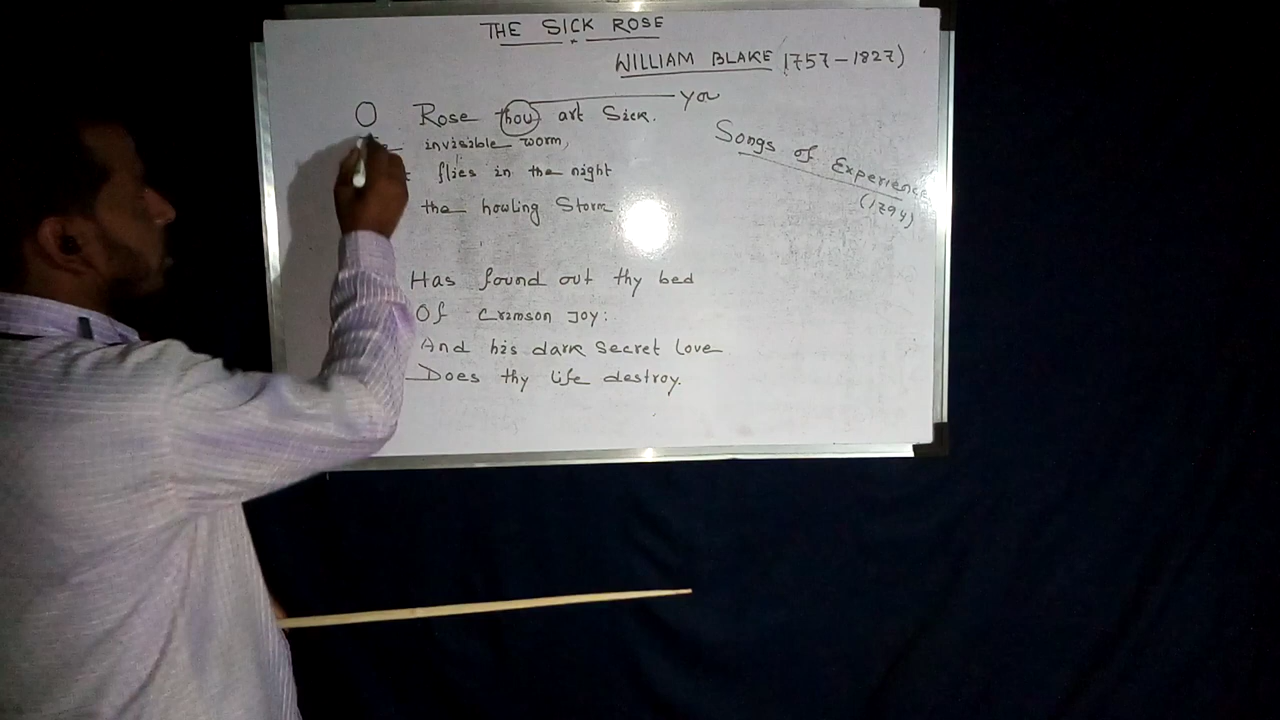 THE SICK ROSE
WILLIAM BLAKE (1757-1827)
you
O Rose thou art Sick.
invisible worm,
flies in the night
the howling Storm
Songs of Experience
(1794)
Has found out thy bed
Of Crimson Joy:
And his dark secret love
Does thy life destroy.